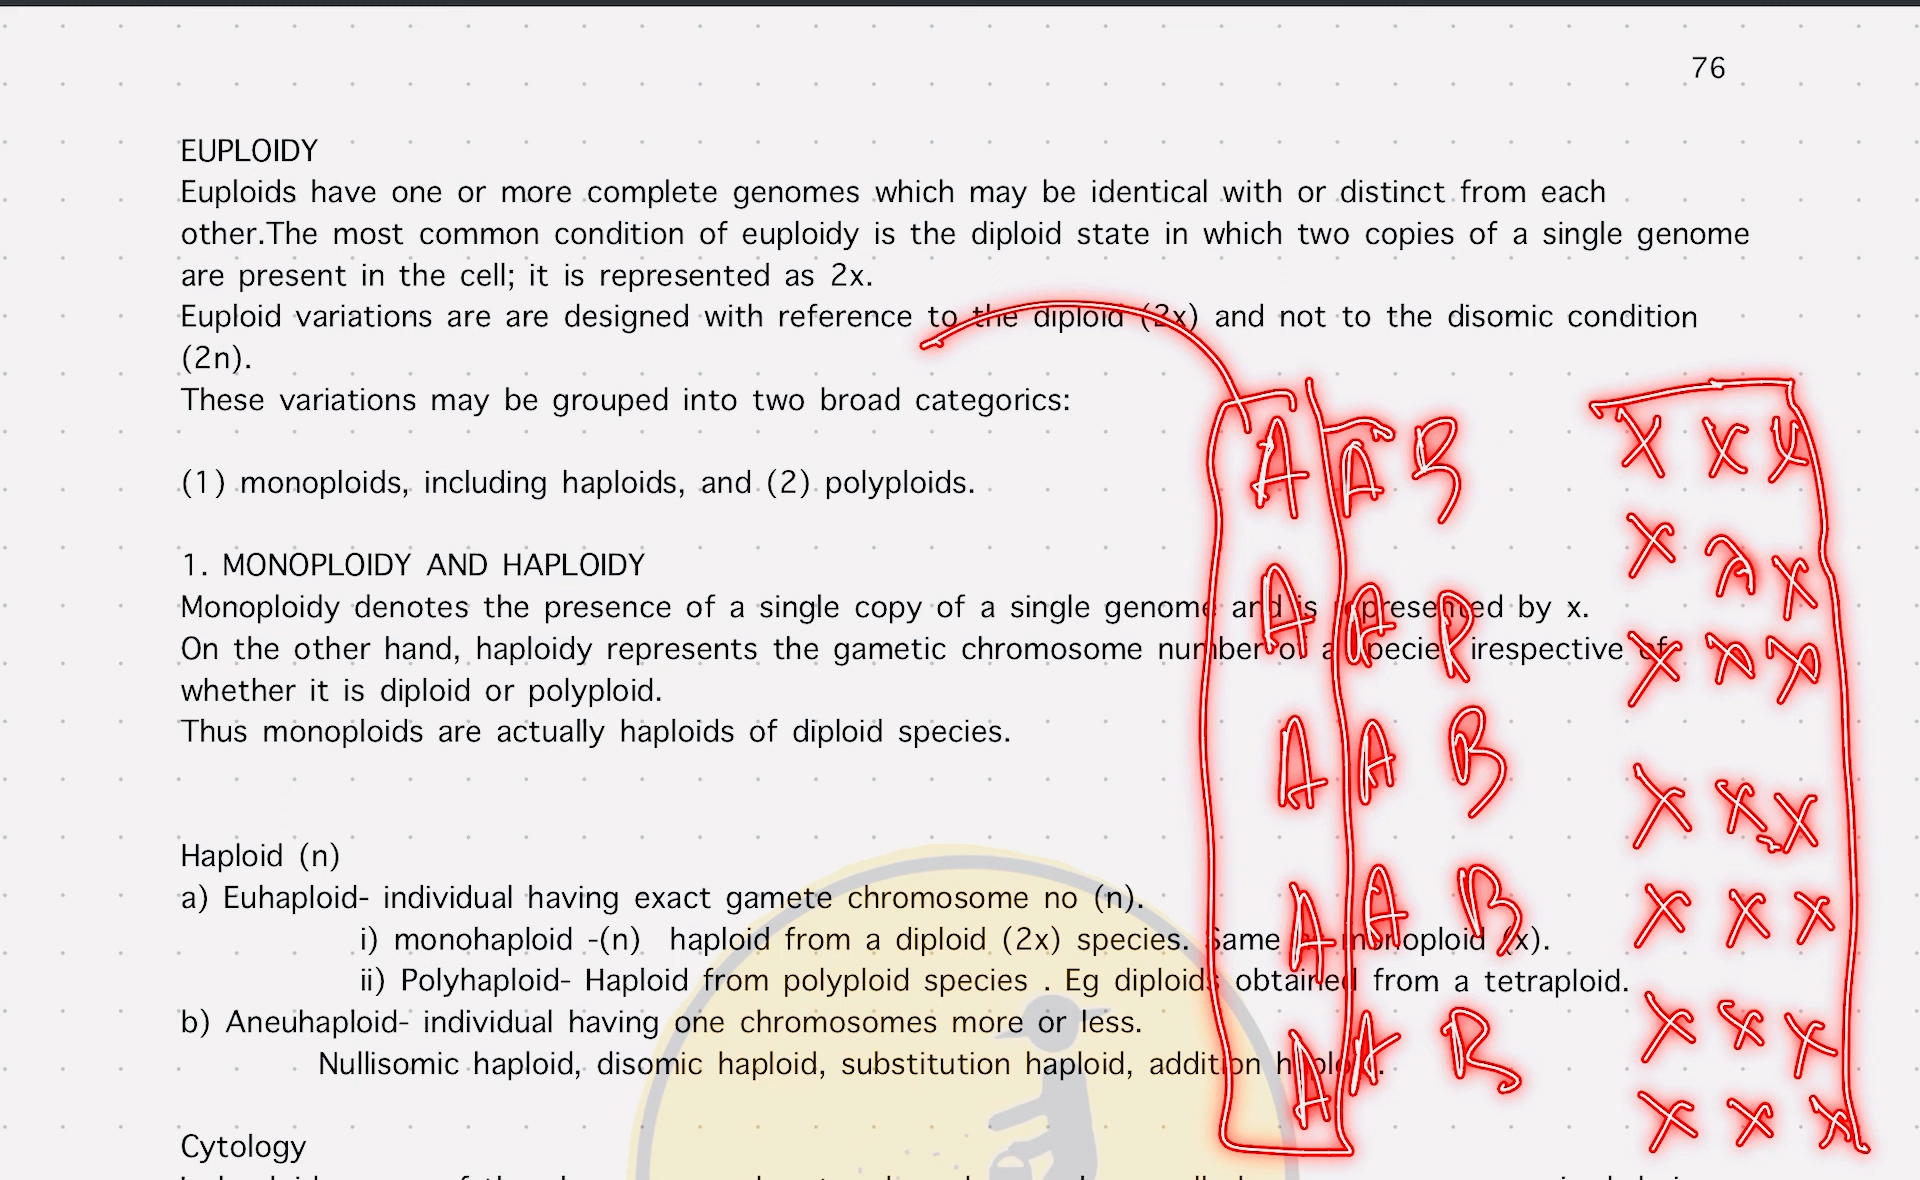 76
EUPLOIDY
Euploids have one or more complete genomes which may be identical with or distinct from each
other.The most common condition of euploidy is the diploid state in which two copies of a single genome
are present in the cell; it is represented as 2x.
Euploid variations are are designed with reference to the diploid (2x) and not to the disomic condition
(2n).
These variations may be grouped into two broad categorics:
(1) monoploids, including haploids, and (2) polyploids.
1. MONOPLOIDY AND HAPLOIDY
Monoploidy denotes the presence of a single copy of a single genome and is represented by x.
On the other hand, haploidy represents the gametic chromosome number of a species irespective of
whether it is diploid or polyploid.
Thus monoploids are actually haploids of diploid species.
Haploid (n)
a) Euhaploid- individual having exact gamete chromosome no (n).
i) monohaploid -(n) haploid from a diploid (2x) species. Same as monoploid (x).
ii) Polyhaploid- Haploid from polyploid species . Eg diploids obtained from a tetraploid.
b) Aneuhaploid- individual having one chromosomes more or less.
Nullisomic haploid, disomic haploid, substitution haploid, addition haploid.
Cytology
A A B
A A B
A A B
A A B
X X X
X X
X
X X X
X X X
X X X
X X X